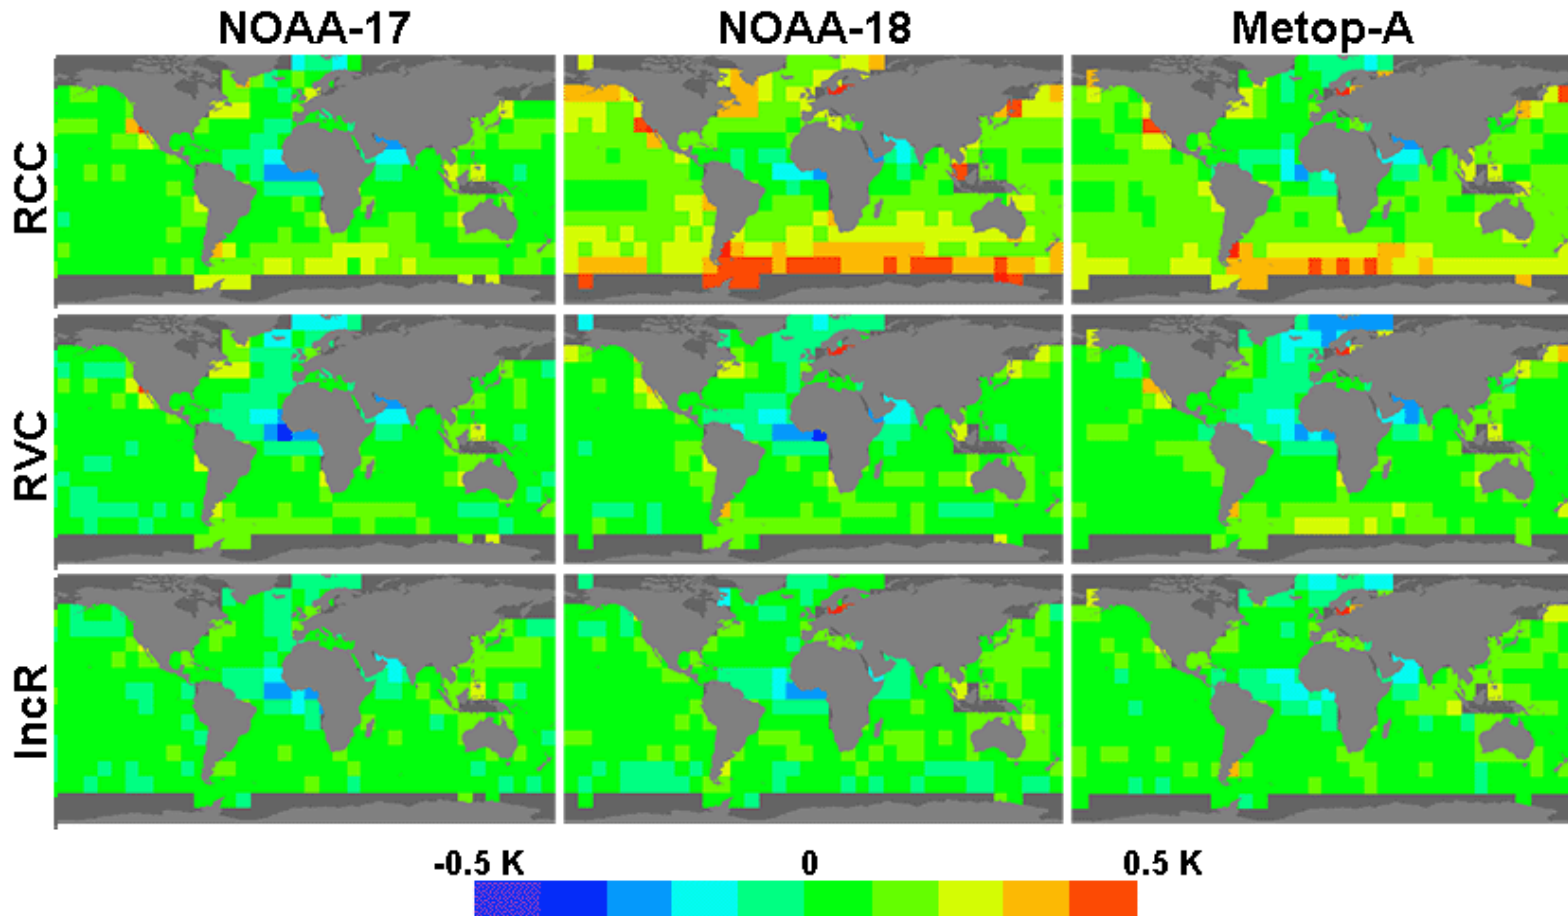 NOAA-17 NOAA-18 Metop-A
RCC
RVC
IncR
-0.5 K 0 0.5 K